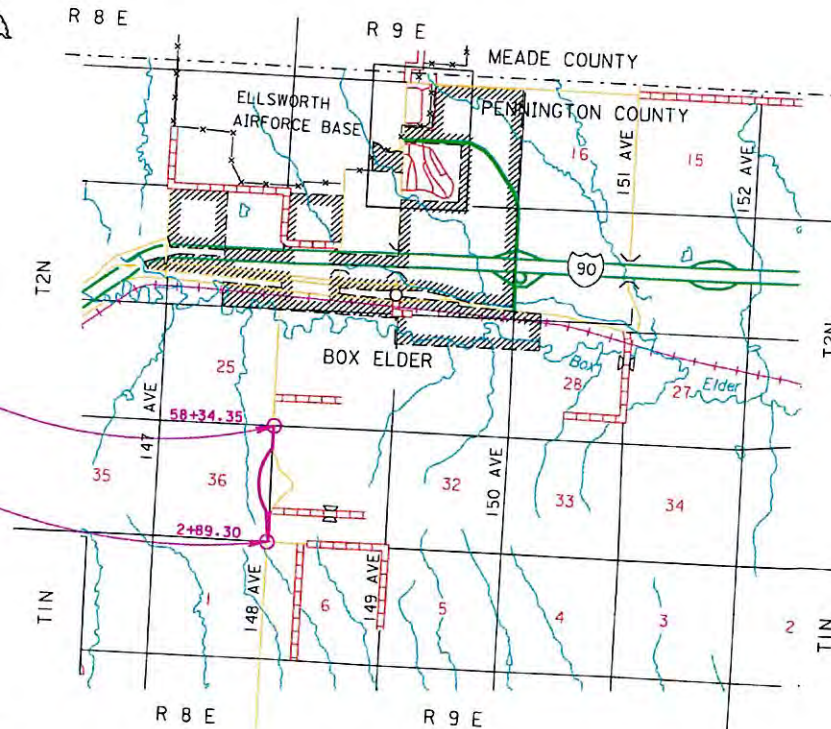 R 8 E
R 9 E
MEADE COUNTY
ELLSWORTH
AIRFORCE BASE
PENNINGTON COUNTY
16
151 AVE
15
152 AVE
90
T2N
T2N
BOX ELDER
25
28
Box
27
Elder
147 AVE
58+34.35
35
36
32
150 AVE
33
34
2+89.30
T1N
1
148 AVE
6
149 AVE
5
4
3
2
T1N
R 8 E
R 9 E